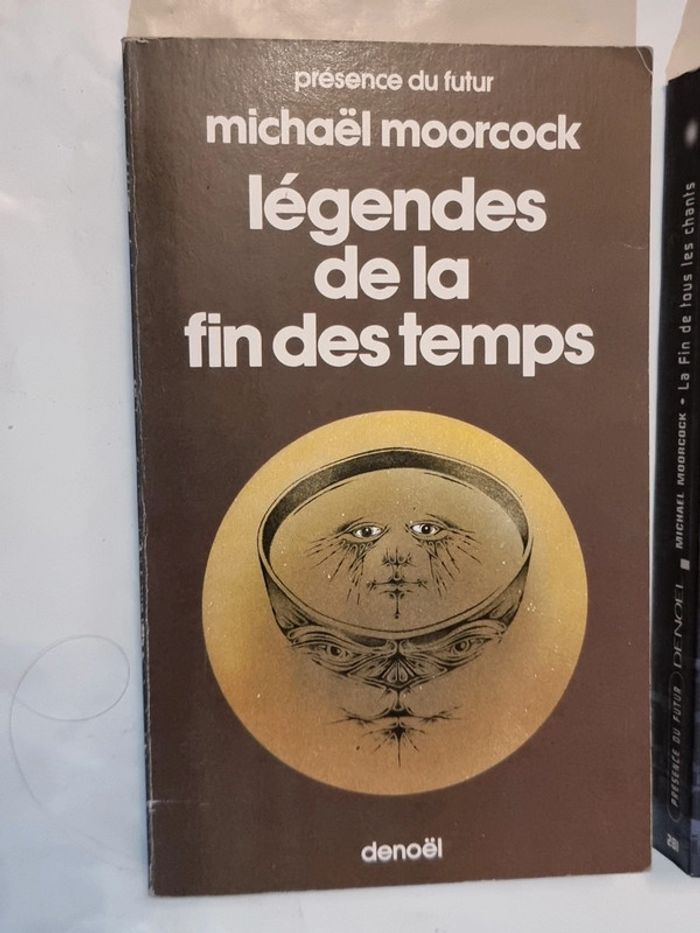 présence du futur
michaël moorcock
légendes
de la
fin des temps
denoël
PRÉSENCE DU FUTUR DENOËL ■ MICHAEL MOORCOCK • La Fin de tous les chants